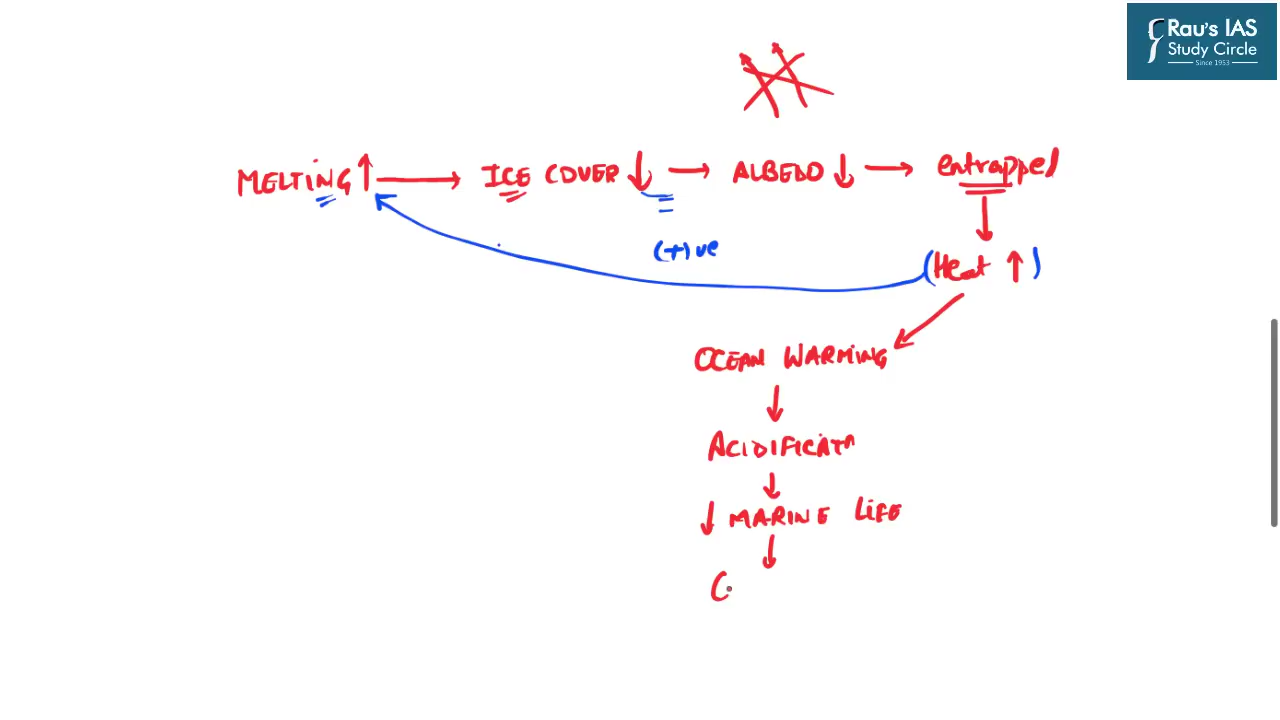 Rau's IAS
Study Circle
Since 1953
MELTING ↑ → ICE COVER ↓ → ALBEDO ↓ → entrapped
(+)ve
(Heat ↑)
OCEAN WARMING
↓
ACIDIFICATⁿ
↓
↓ MARINE LIFE
↓
C